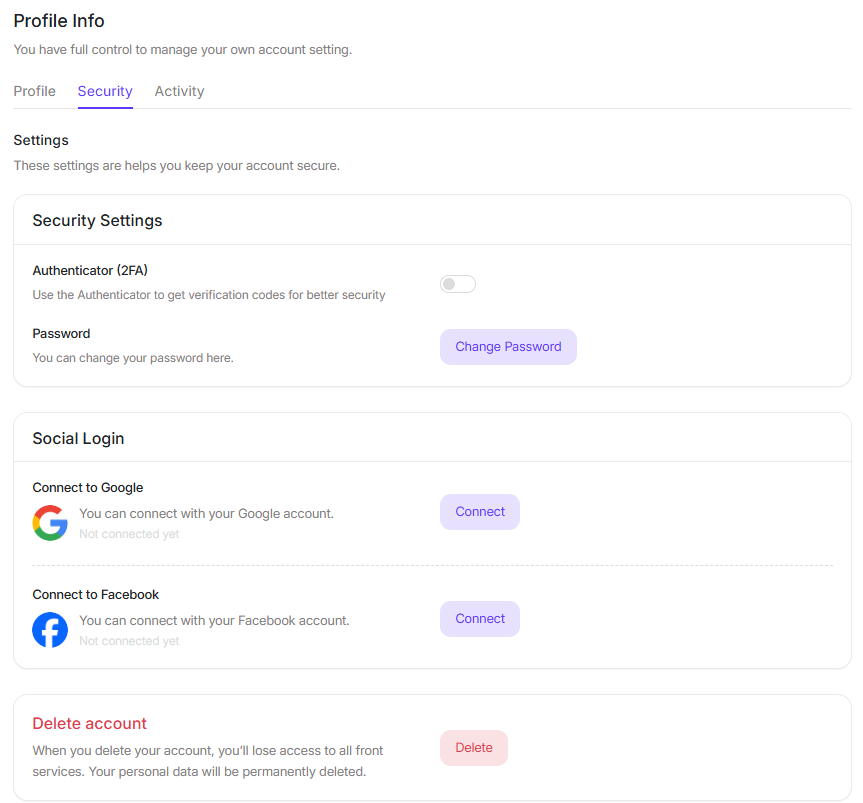 Profile Info
You have full control to manage your own account setting.
Profile Security Activity
Settings
These settings are helps you keep your account secure.
Security Settings
Authenticator (2FA)
Use the Authenticator to get verification codes for better security
Password
You can change your password here.
Change Password
Social Login
Connect to Google
You can connect with your Google account.
Not connected yet
Connect
Connect to Facebook
You can connect with your Facebook account.
Not connected yet
Connect
Delete account
When you delete your account, you’ll lose access to all front
services. Your personal data will be permanently deleted.
Delete